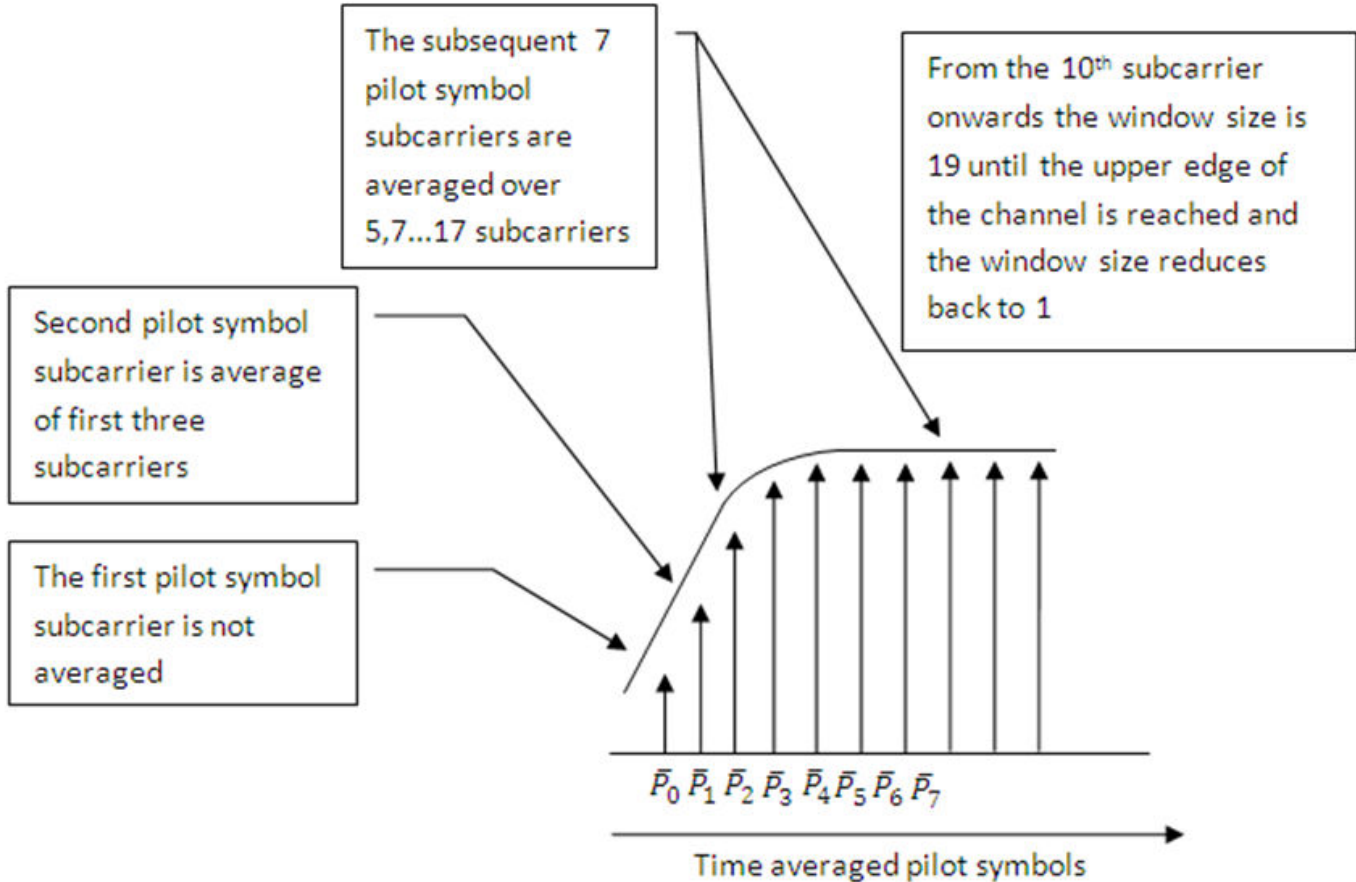 The subsequent 7
pilot symbol
subcarriers are
averaged over
5,7...17 subcarriers
From the 10th subcarrier
onwards the window size is
19 until the upper edge of
the channel is reached and
the window size reduces
back to 1
Second pilot symbol
subcarrier is average
of first three
subcarriers
The first pilot symbol
subcarrier is not
averaged
P̄0 P̄1 P̄2 P̄3 P̄4 P̄5 P̄6 P̄7
Time averaged pilot symbols